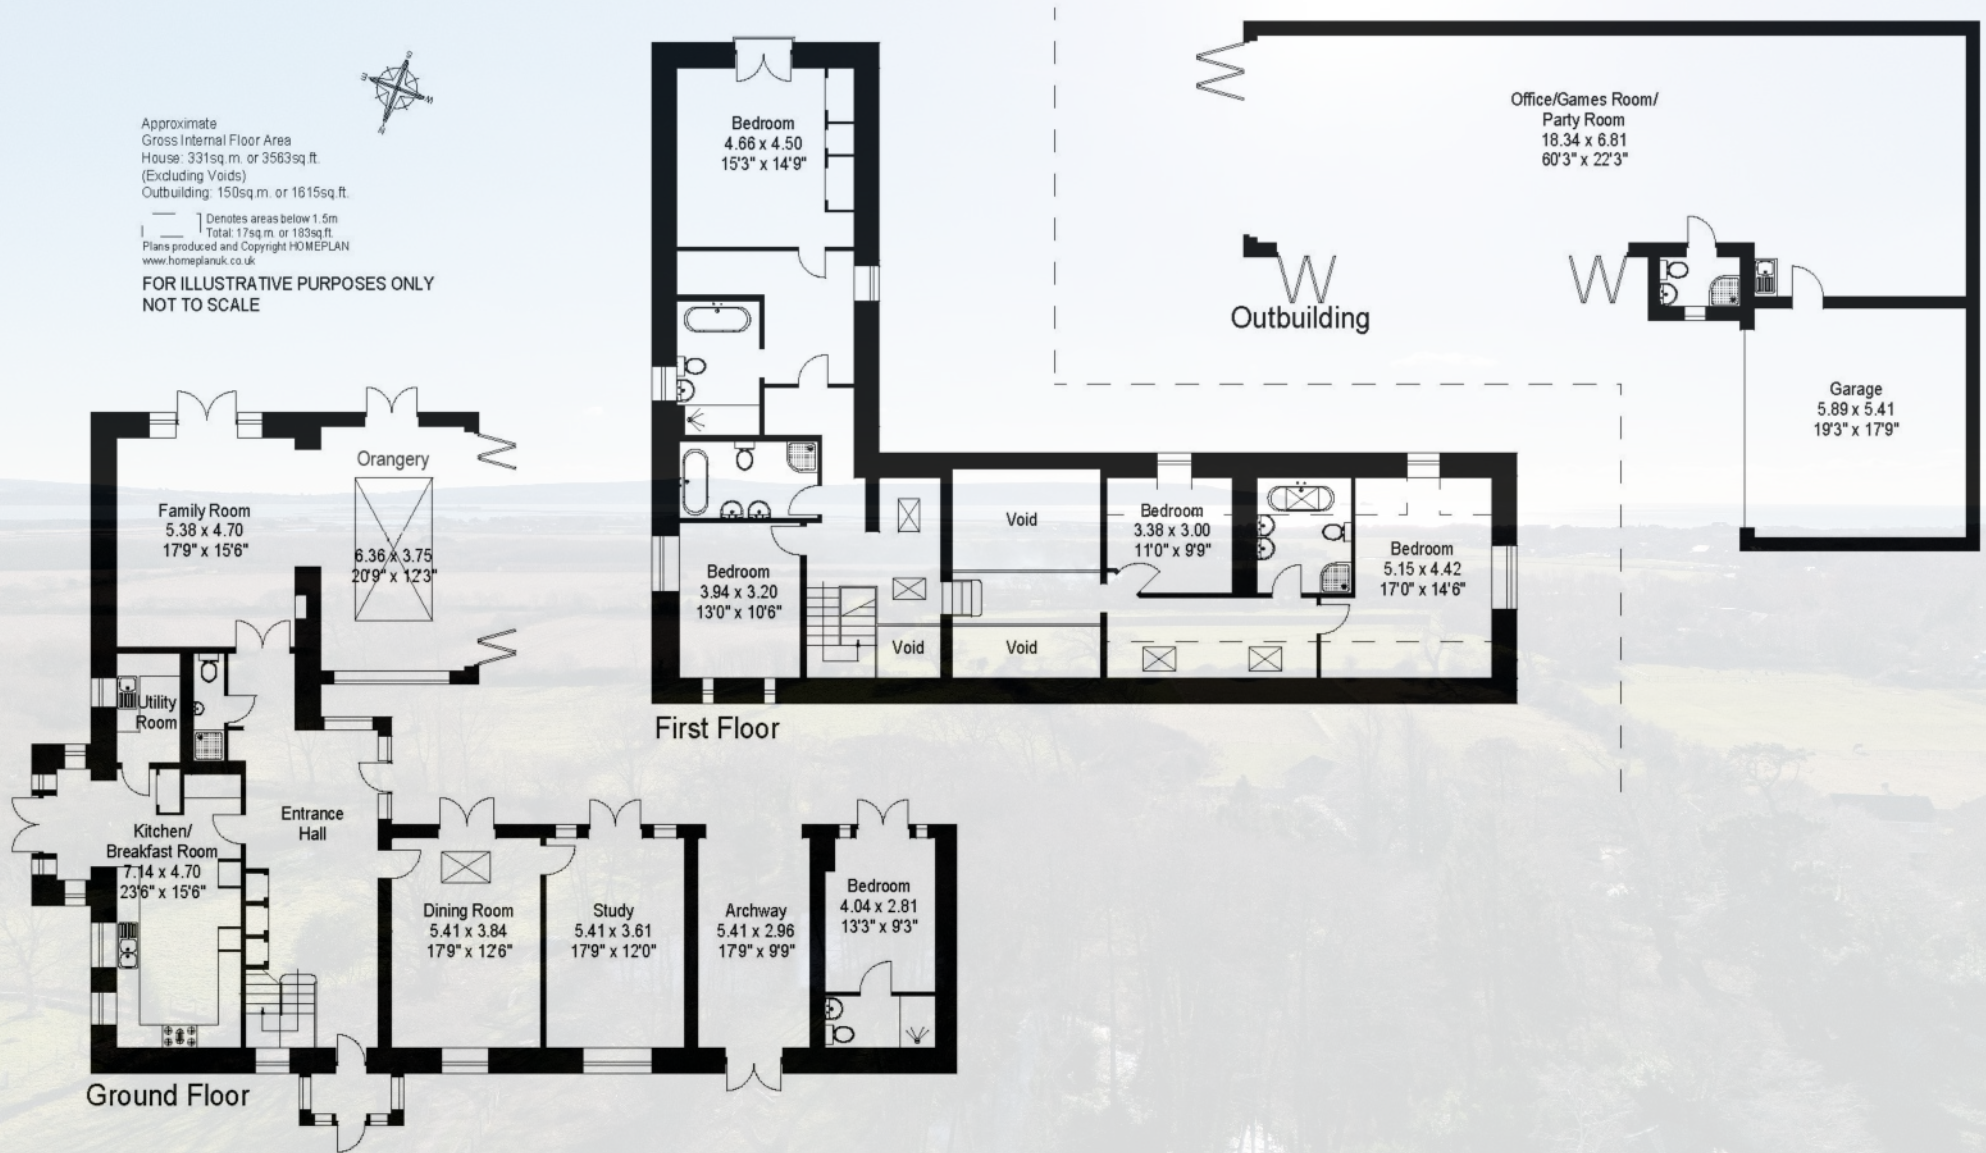 Approximate
Gross Internal Floor Area
House: 331sq.m. or 3563sq.ft.
(Excluding Voids)
Outbuilding: 150sq.m. or 1615sq.ft.
Denotes areas below 1.5m
Total: 17sq.m. or 183sq.ft.
Plans produced and Copyright HOMEPLAN
www.homeplanuk.co.uk
FOR ILLUSTRATIVE PURPOSES ONLY
NOT TO SCALE
S
E
W
N
Bedroom
4.66 x 4.50
15'3" x 14'9"
Office/Games Room/
Party Room
18.34 x 6.81
60'3" x 22'3"
Outbuilding
Garage
5.89 x 5.41
19'3" x 17'9"
Orangery
6.36 x 3.75
20'9" x 12'3"
Family Room
5.38 x 4.70
17'9" x 15'6"
Bedroom
3.94 x 3.20
13'0" x 10'6"
Void
Void
Void
Bedroom
3.38 x 3.00
11'0" x 9'9"
Bedroom
5.15 x 4.42
17'0" x 14'6"
First Floor
Utility
Room
Entrance
Hall
Kitchen/
Breakfast Room
7.14 x 4.70
23'6" x 15'6"
Dining Room
5.41 x 3.84
17'9" x 12'6"
Study
5.41 x 3.61
17'9" x 12'0"
Archway
5.41 x 2.96
17'9" x 9'9"
Bedroom
4.04 x 2.81
13'3" x 9'3"
Ground Floor